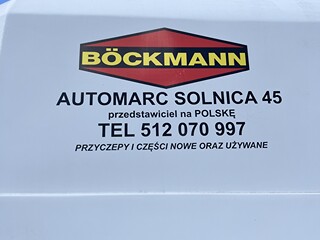 BÖCKMANN
AUTOMARC SOLNICA 45
przedstawiciel na POLSKĘ
TEL 512 070 997
PRZYCZEPY I CZĘŚCI NOWE ORAZ UŻYWANE